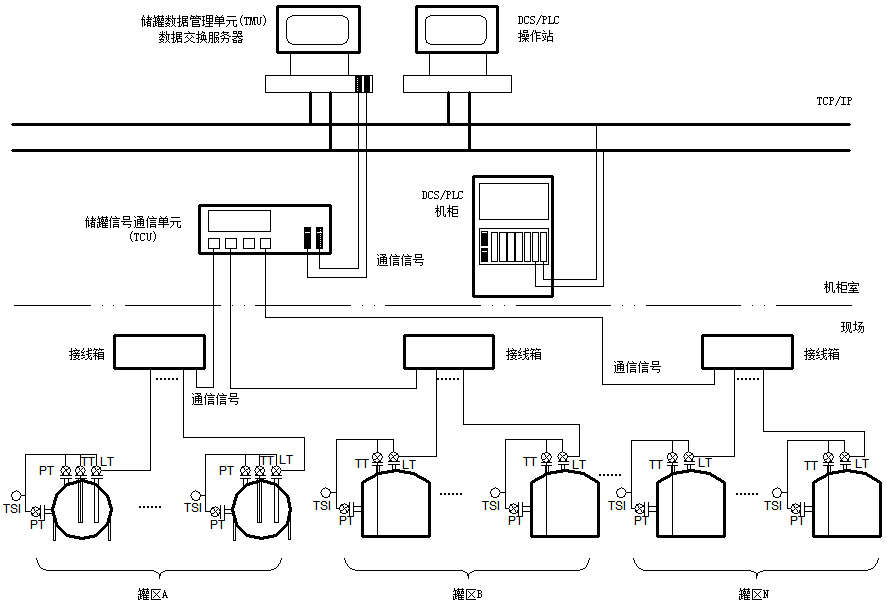 储罐数据管理单元(TMU)
数据交换服务器
DCS/PLC
操作站
TCP/IP
DCS/PLC
机柜
储罐信号通信单元
(TCU)
通信信号
机柜室
现场
接线箱
接线箱
接线箱
通信信号
通信信号
PT TT LT
PT TT LT
TT LT
TT LT
TT LT
TT LT
TSI
PT
TSI
PT
TSI
PT
TSI
PT
TSI
PT
TSI
PT
罐区A
罐区B
罐区N